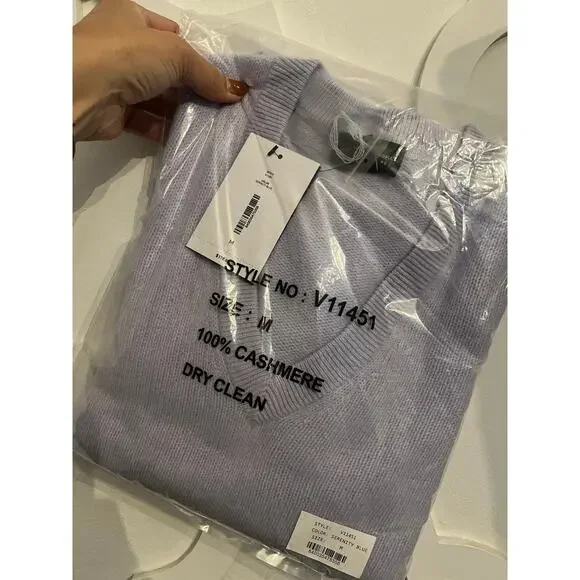 M
STYLE NO : V11451
SIZE : M
100% CASHMERE
DRY CLEAN
STYLE: V11451
COLOR: SERENITY BLUE
SIZE: M